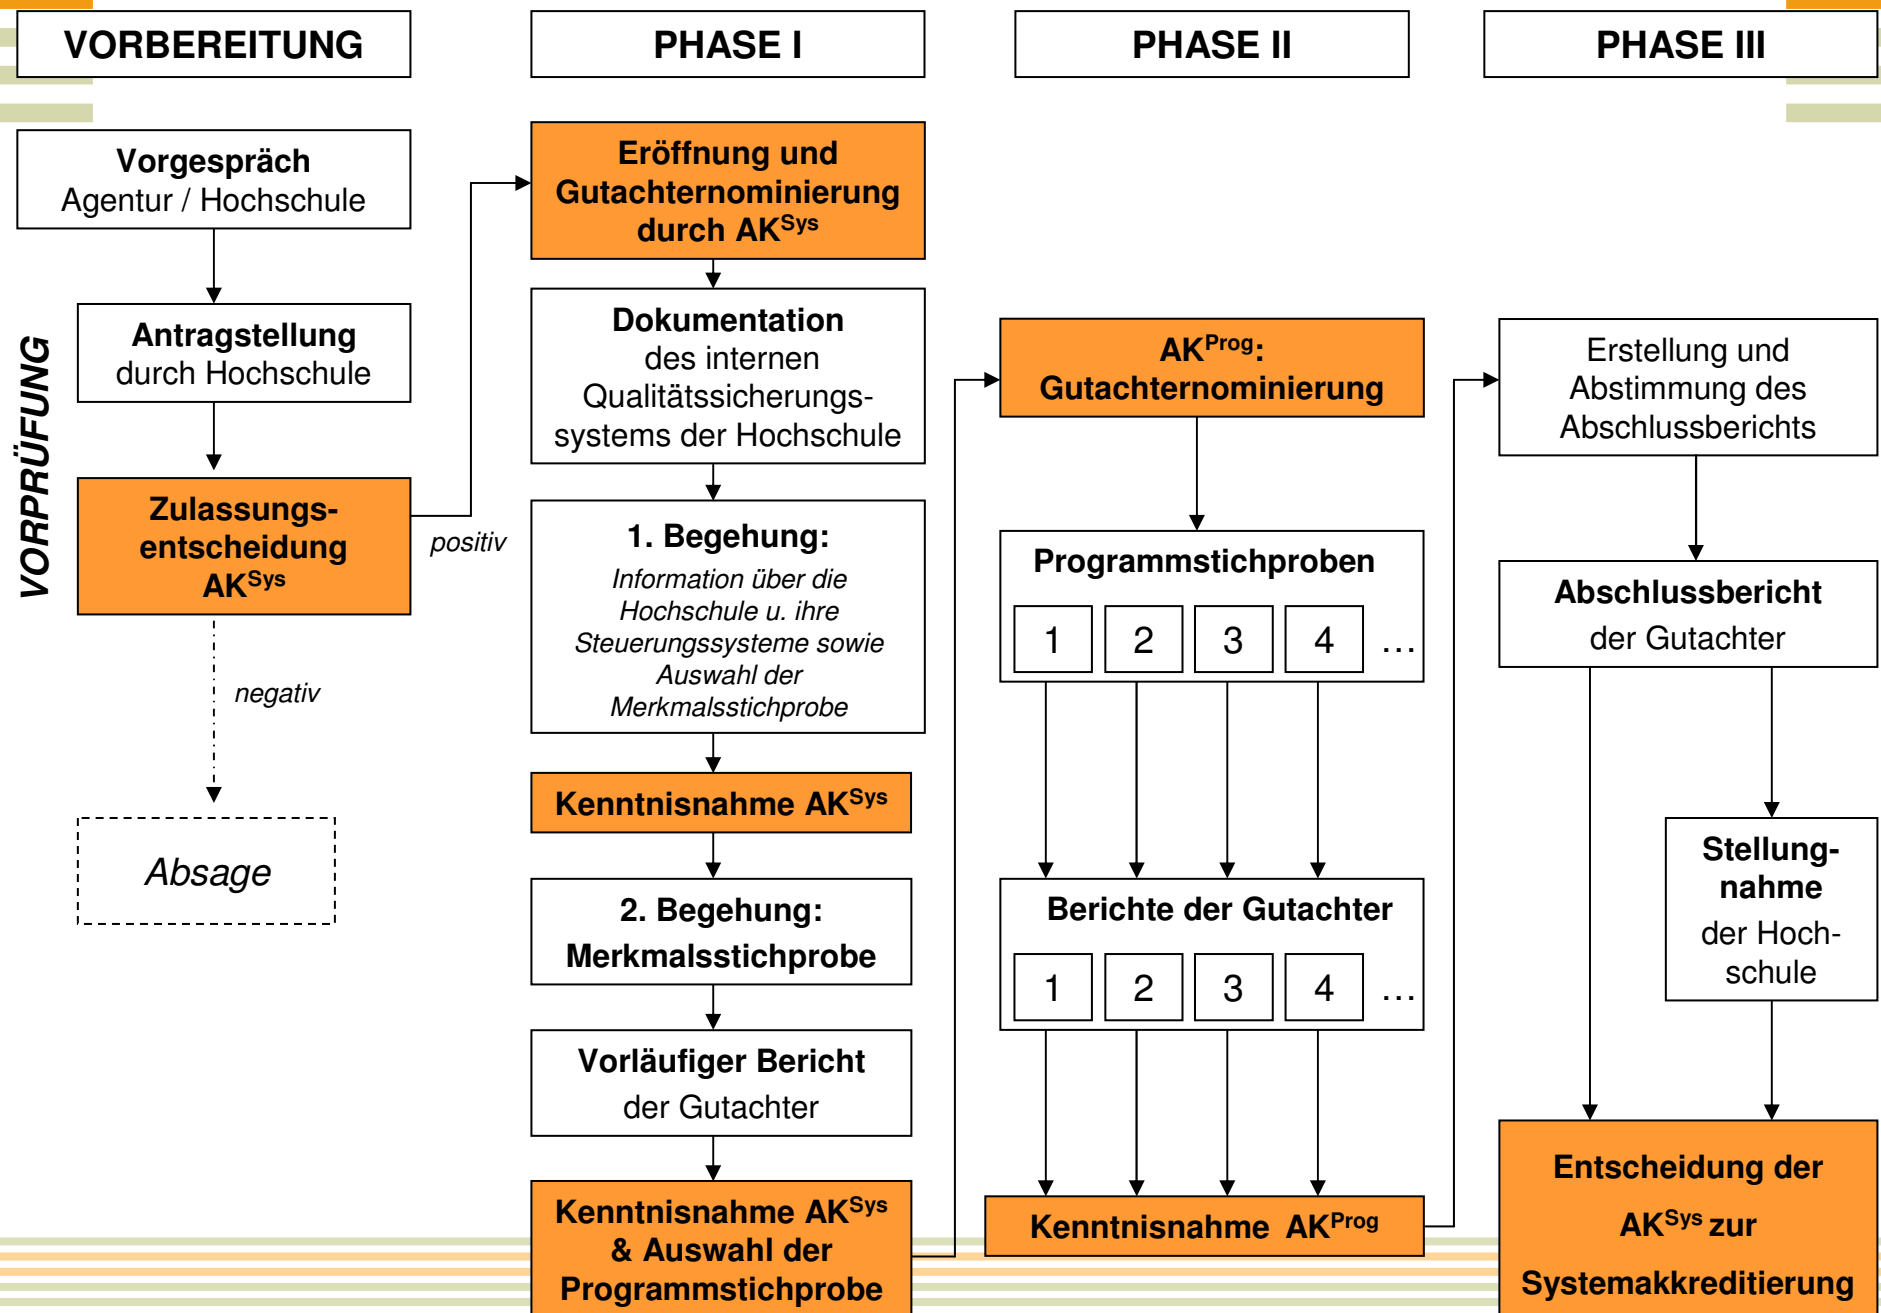 VORBEREITUNG
PHASE I
PHASE II
PHASE III
VORPRÜFUNG
Vorgespräch
Agentur / Hochschule
Antragstellung
durch Hochschule
Zulassungs-
entscheidung
AKSys
positiv
negativ
Absage
Eröffnung und
Gutachternominierung
durch AKSys
Dokumentation
des internen
Qualitätssicherungs-
systems der Hochschule
1. Begehung:
Information über die
Hochschule u. ihre
Steuerungssysteme sowie
Auswahl der
Merkmalsstichprobe
Kenntnisnahme AKSys
2. Begehung:
Merkmalsstichprobe
Vorläufiger Bericht
der Gutachter
Kenntnisnahme AKSys
& Auswahl der
Programmstichprobe
AKProg:
Gutachternominierung
Programmstichproben
1 2 3 4 ...
Berichte der Gutachter
1 2 3 4 ...
Kenntnisnahme AKProg
Erstellung und
Abstimmung des
Abschlussberichts
Abschlussbericht
der Gutachter
Stellung-
nahme
der Hoch-
schule
Entscheidung der
AKSys zur
Systemakkreditierung